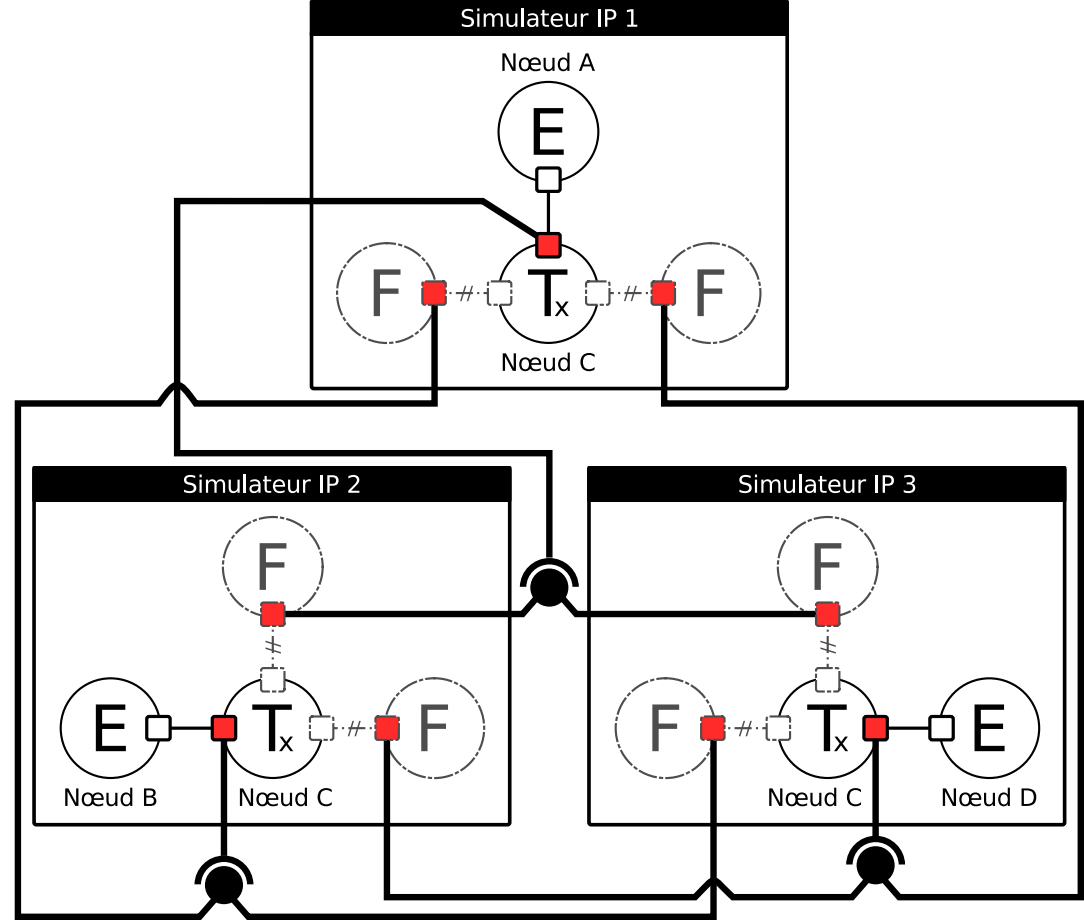 Simulateur IP 1
Nœud A
E
F
Tx
F
Nœud C
Simulateur IP 2
F
E
Tx
F
Nœud B
Nœud C
Simulateur IP 3
F
F
Tx
E
Nœud C
Nœud D